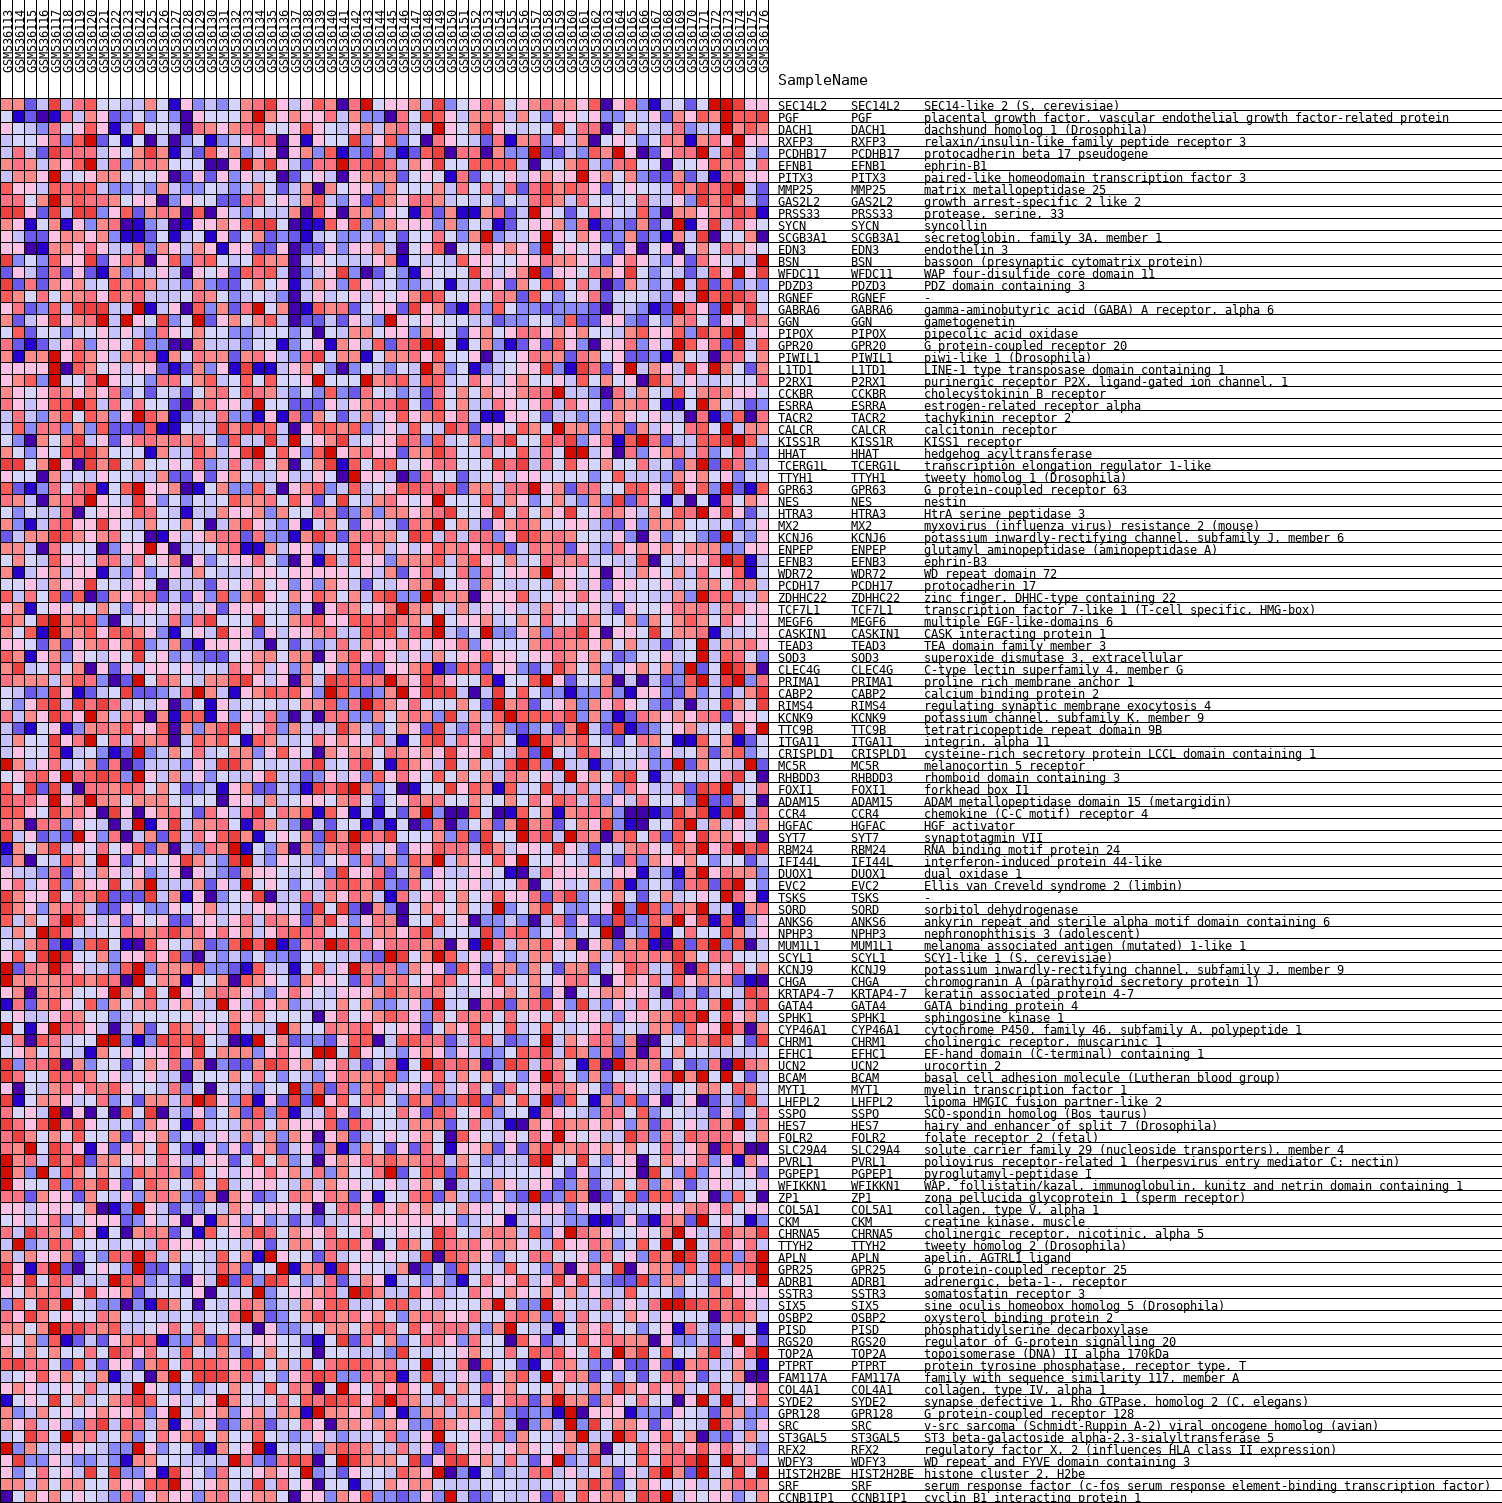 GSM536113 GSM536114 GSM536115 GSM536116 GSM536118 GSM536119 GSM536120 GSM536121 GSM536122 GSM536123 GSM536124 GSM536125 GSM536126 GSM536127 GSM536128 GSM536129 GSM536130 GSM536131 GSM536132 GSM536133 GSM536134 GSM536135 GSM536136 GSM536137 GSM536138 GSM536139 GSM536140 GSM536141 GSM536142 GSM536143 GSM536144 GSM536145 GSM536146 GSM536147 GSM536148 GSM536149 GSM536150 GSM536151 GSM536152 GSM536153 GSM536154 GSM536155 GSM536156 GSM536157 GSM536158 GSM536159 GSM536160 GSM536161 GSM536162 GSM536163 GSM536164 GSM536165 GSM536166 GSM536167 GSM536168 GSM536169 GSM536170 GSM536171 GSM536172 GSM536173 GSM536174 GSM536175 GSM536176
SampleName
SEC14L2 SEC14L2 SEC14-like 2 (S. cerevisiae)
PGF PGF placental growth factor, vascular endothelial growth factor-related protein
DACH1 DACH1 dachshund homolog 1 (Drosophila)
RXFP3 RXFP3 relaxin/insulin-like family peptide receptor 3
PCDHB17 PCDHB17 protocadherin beta 17 pseudogene
EFNB1 EFNB1 ephrin-B1
PITX3 PITX3 paired-like homeodomain transcription factor 3
MMP25 MMP25 matrix metallopeptidase 25
GAS2L2 GAS2L2 growth arrest-specific 2 like 2
PRSS33 PRSS33 protease, serine, 33
SYCN SYCN syncollin
SCGB3A1 SCGB3A1 secretoglobin, family 3A, member 1
EDN3 EDN3 endothelin 3
BSN BSN bassoon (presynaptic cytomatrix protein)
WFDC11 WFDC11 WAP four-disulfide core domain 11
PDZD3 PDZD3 PDZ domain containing 3
RGNEF RGNEF -
GABRA6 GABRA6 gamma-aminobutyric acid (GABA) A receptor, alpha 6
GGN GGN gametogenetin
PIPOX PIPOX pipecolic acid oxidase
GPR20 GPR20 G protein-coupled receptor 20
PIWIL1 PIWIL1 piwi-like 1 (Drosophila)
L1TD1 L1TD1 LINE-1 type transposase domain containing 1
P2RX1 P2RX1 purinergic receptor P2X, ligand-gated ion channel, 1
CCKBR CCKBR cholecystokinin B receptor
ESRRA ESRRA estrogen-related receptor alpha
TACR2 TACR2 tachykinin receptor 2
CALCR CALCR calcitonin receptor
KISS1R KISS1R KISS1 receptor
HHAT HHAT hedgehog acyltransferase
TCERG1L TCERG1L transcription elongation regulator 1-like
TTYH1 TTYH1 tweety homolog 1 (Drosophila)
GPR63 GPR63 G protein-coupled receptor 63
NES NES nestin
HTRA3 HTRA3 HtrA serine peptidase 3
MX2 MX2 myxovirus (influenza virus) resistance 2 (mouse)
KCNJ6 KCNJ6 potassium inwardly-rectifying channel, subfamily J, member 6
ENPEP ENPEP glutamyl aminopeptidase (aminopeptidase A)
EFNB3 EFNB3 ephrin-B3
WDR72 WDR72 WD repeat domain 72
PCDH17 PCDH17 protocadherin 17
ZDHHC22 ZDHHC22 zinc finger, DHHC-type containing 22
TCF7L1 TCF7L1 transcription factor 7-like 1 (T-cell specific, HMG-box)
MEGF6 MEGF6 multiple EGF-like-domains 6
CASKIN1 CASKIN1 CASK interacting protein 1
TEAD3 TEAD3 TEA domain family member 3
SOD3 SOD3 superoxide dismutase 3, extracellular
CLEC4G CLEC4G C-type lectin superfamily 4, member G
PRIMA1 PRIMA1 proline rich membrane anchor 1
CABP2 CABP2 calcium binding protein 2
RIMS4 RIMS4 regulating synaptic membrane exocytosis 4
KCNK9 KCNK9 potassium channel, subfamily K, member 9
TTC9B TTC9B tetratricopeptide repeat domain 9B
ITGA11 ITGA11 integrin, alpha 11
CRISPLD1 CRISPLD1 cysteine-rich secretory protein LCCL domain containing 1
MC5R MC5R melanocortin 5 receptor
RHBDD3 RHBDD3 rhomboid domain containing 3
FOXI1 FOXI1 forkhead box I1
ADAM15 ADAM15 ADAM metallopeptidase domain 15 (metargidin)
CCR4 CCR4 chemokine (C-C motif) receptor 4
HGFAC HGFAC HGF activator
SYT7 SYT7 synaptotagmin VII
RBM24 RBM24 RNA binding motif protein 24
IFI44L IFI44L interferon-induced protein 44-like
DUOX1 DUOX1 dual oxidase 1
EVC2 EVC2 Ellis van Creveld syndrome 2 (limbin)
TSKS TSKS -
SORD SORD sorbitol dehydrogenase
ANKS6 ANKS6 ankyrin repeat and sterile alpha motif domain containing 6
NPHP3 NPHP3 nephronophthisis 3 (adolescent)
MUM1L1 MUM1L1 melanoma associated antigen (mutated) 1-like 1
SCYL1 SCYL1 SCY1-like 1 (S. cerevisiae)
KCNJ9 KCNJ9 potassium inwardly-rectifying channel, subfamily J, member 9
CHGA CHGA chromogranin A (parathyroid secretory protein 1)
KRTAP4-7 KRTAP4-7 keratin associated protein 4-7
GATA4 GATA4 GATA binding protein 4
SPHK1 SPHK1 sphingosine kinase 1
CYP46A1 CYP46A1 cytochrome P450, family 46, subfamily A, polypeptide 1
CHRM1 CHRM1 cholinergic receptor, muscarinic 1
EFHC1 EFHC1 EF-hand domain (C-terminal) containing 1
UCN2 UCN2 urocortin 2
BCAM BCAM basal cell adhesion molecule (Lutheran blood group)
MYT1 MYT1 myelin transcription factor 1
LHFPL2 LHFPL2 lipoma HMGIC fusion partner-like 2
SSPO SSPO SCO-spondin homolog (Bos taurus)
HES7 HES7 hairy and enhancer of split 7 (Drosophila)
FOLR2 FOLR2 folate receptor 2 (fetal)
SLC29A4 SLC29A4 solute carrier family 29 (nucleoside transporters), member 4
PVRL1 PVRL1 poliovirus receptor-related 1 (herpesvirus entry mediator C; nectin)
PGPEP1 PGPEP1 pyroglutamyl-peptidase I
WFIKKN1 WFIKKN1 WAP, follistatin/kazal, immunoglobulin, kunitz and netrin domain containing 1
ZP1 ZP1 zona pellucida glycoprotein 1 (sperm receptor)
COL5A1 COL5A1 collagen, type V, alpha 1
CKM CKM creatine kinase, muscle
CHRNA5 CHRNA5 cholinergic receptor, nicotinic, alpha 5
TTYH2 TTYH2 tweety homolog 2 (Drosophila)
APLN APLN apelin, AGTRL1 ligand
GPR25 GPR25 G protein-coupled receptor 25
ADRB1 ADRB1 adrenergic, beta-1-, receptor
SSTR3 SSTR3 somatostatin receptor 3
SIX5 SIX5 sine oculis homeobox homolog 5 (Drosophila)
OSBP2 OSBP2 oxysterol binding protein 2
PISD PISD phosphatidylserine decarboxylase
RGS20 RGS20 regulator of G-protein signalling 20
TOP2A TOP2A topoisomerase (DNA) II alpha 170kDa
PTPRT PTPRT protein tyrosine phosphatase, receptor type, T
FAM117A FAM117A family with sequence similarity 117, member A
COL4A1 COL4A1 collagen, type IV, alpha 1
SYDE2 SYDE2 synapse defective 1, Rho GTPase, homolog 2 (C. elegans)
GPR128 GPR128 G protein-coupled receptor 128
SRC SRC v-src sarcoma (Schmidt-Ruppin A-2) viral oncogene homolog (avian)
ST3GAL5 ST3GAL5 ST3 beta-galactoside alpha-2,3-sialyltransferase 5
RFX2 RFX2 regulatory factor X, 2 (influences HLA class II expression)
WDFY3 WDFY3 WD repeat and FYVE domain containing 3
HIST2H2BE HIST2H2BE histone cluster 2, H2be
SRF SRF serum response factor (c-fos serum response element-binding transcription factor)
CCNB1IP1 CCNB1IP1 cyclin B1 interacting protein 1